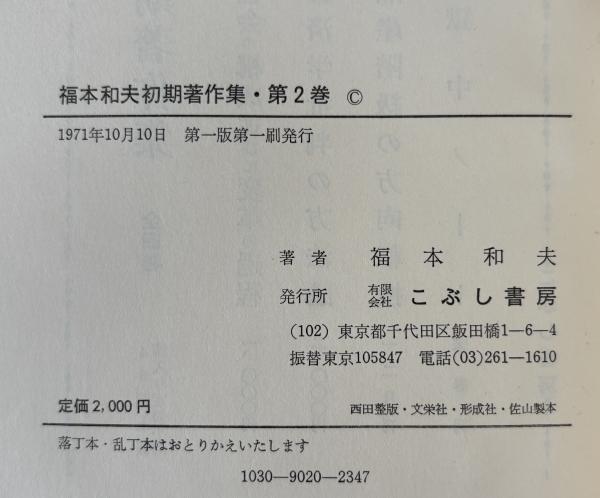 福本和夫初期著作集・第2巻 ©
1971年10月10日 第一版第一刷発行
著者 福本和夫
発行所 有限会社 こぶし書房
(102) 東京都千代田区飯田橋1―6―4
振替東京105847 電話(03)261―1610
定価2,000円 西田整版・文栄社・形成社・佐山製本
落丁本・乱丁本はおとりかえいたします
1030―9020―2347